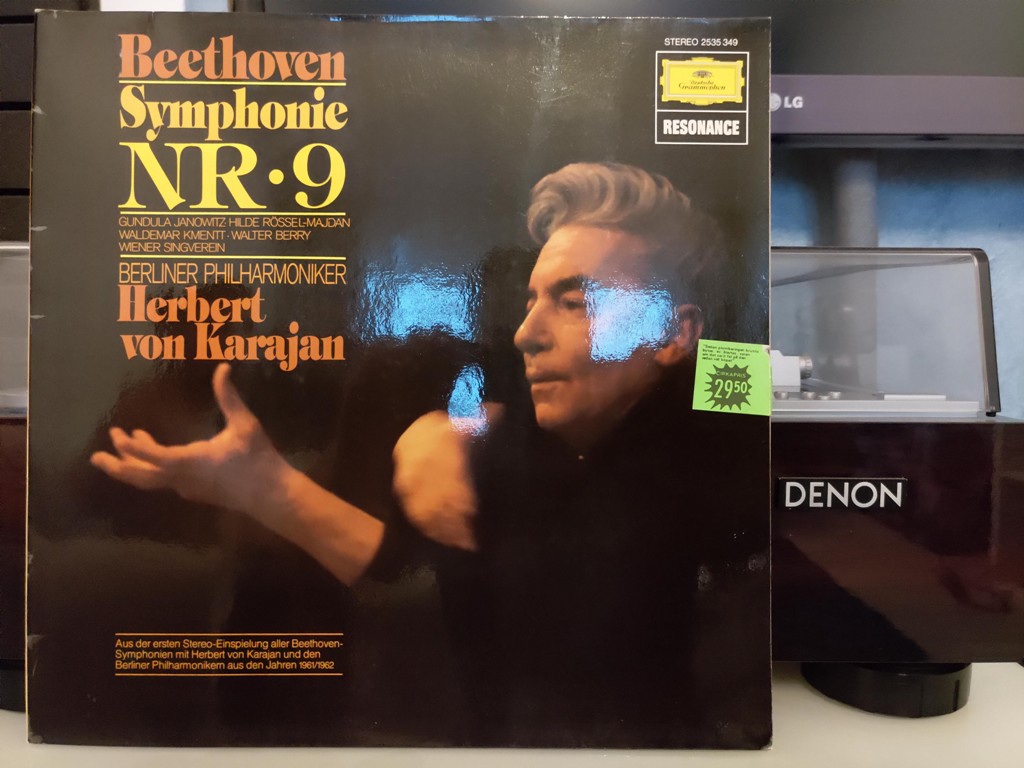 Beethoven
Symphonie
NR·9
GUNDULA JANOWITZ · HILDE RÖSSEL-MAJDAN
WALDEMAR KMENTT · WALTER BERRY
WIENER SINGVEREIN
BERLINER PHILHARMONIKER
Herbert
von Karajan
STEREO 2535 349
Deutsche
Grammophon
RESONANCE
LG
CIRKAPRIS
29 50
DENON
Aus der ersten Stereo-Einspielung aller Beethoven-
Symphonien mit Herbert von Karajan und den
Berliner Philharmonikern aus den Jahren 1961/1962